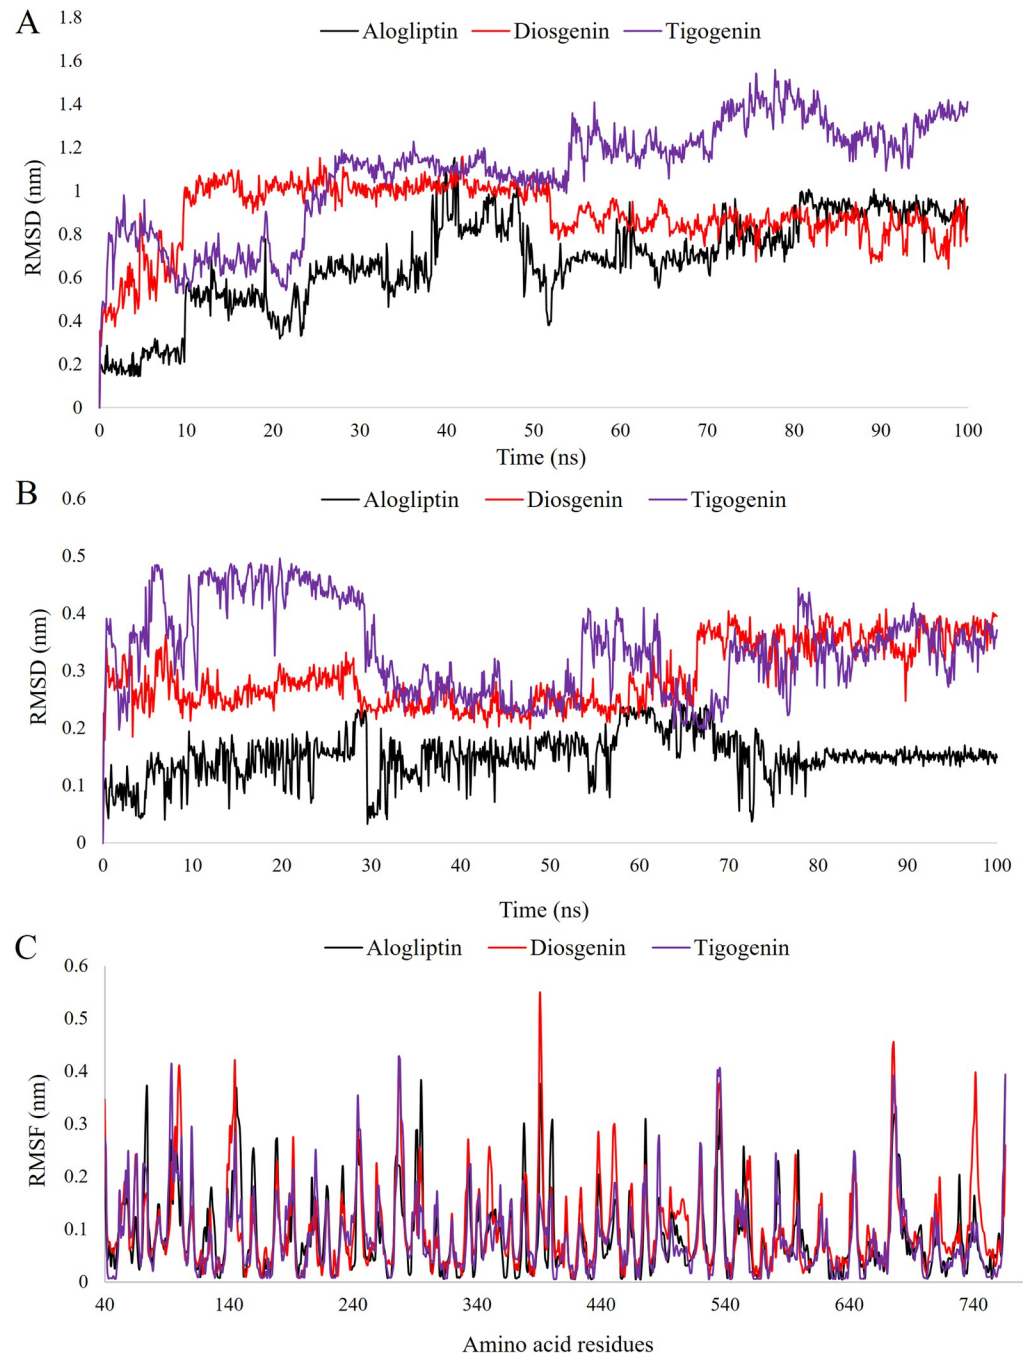 A
1.8
Alogliptin Diosgenin Tigogenin
1.6
1.4
1.2
1
0.8
0.6
0.4
0.2
0
RMSD (nm)
0 10 20 30 40 50 60 70 80 90 100
Time (ns)
B
0.6
Alogliptin Diosgenin Tigogenin
0.5
0.4
0.3
0.2
0.1
0
RMSD (nm)
0 10 20 30 40 50 60 70 80 90 100
Time (ns)
C
Alogliptin Diosgenin Tigogenin
0.6
0.5
0.4
0.3
0.2
0.1
0
RMSF (nm)
40 140 240 340 440 540 640 740
Amino acid residues